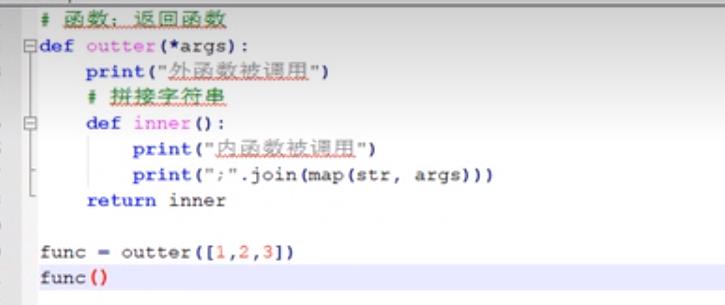 # 函数：返回函数
def outter(*args):
    print("外函数被调用")
    # 拼接字符串
    def inner():
        print("内函数被调用")
        print(";".join(map(str, args)))
    return inner
func = outter([1,2,3])
func()